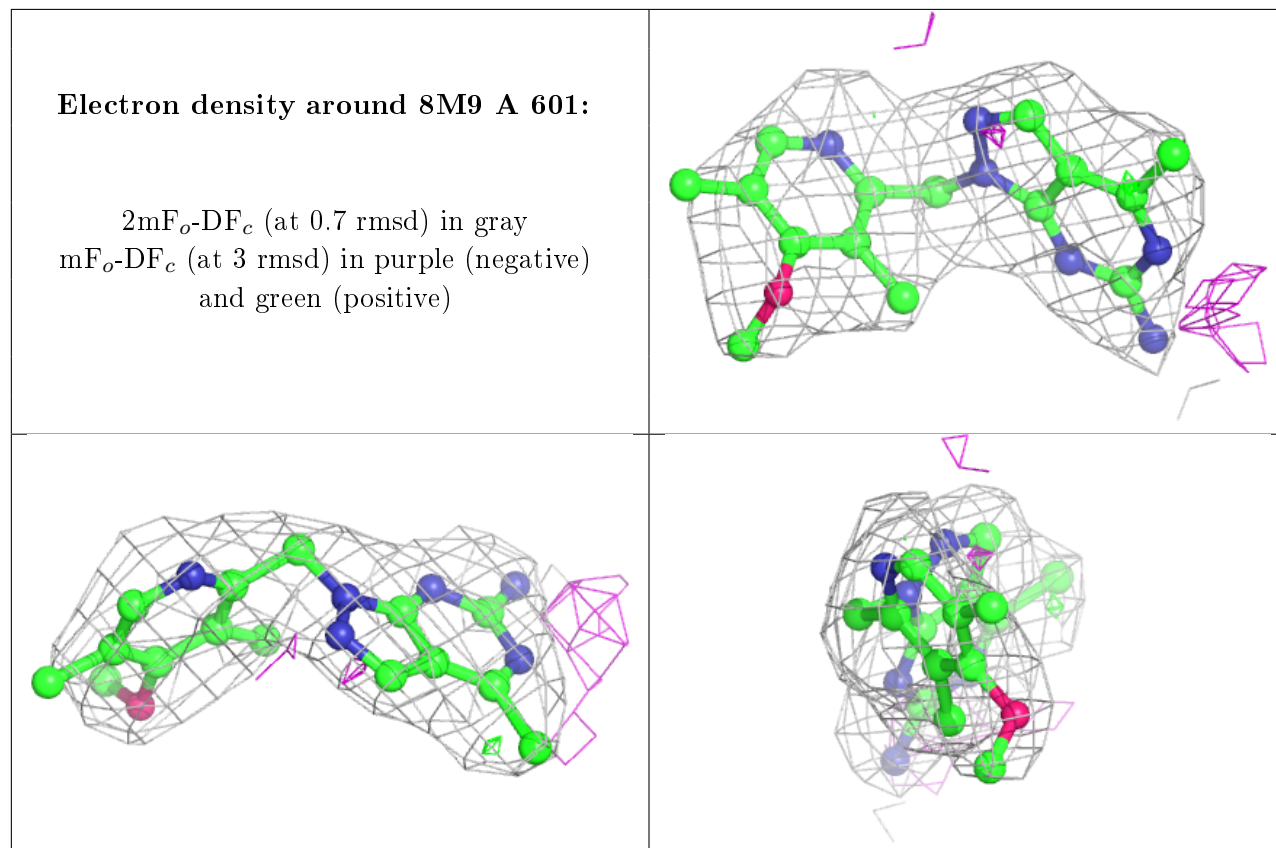 Electron density around 8M9 A 601:
2mFo-DFc (at 0.7 rmsd) in gray
mFo-DFc (at 3 rmsd) in purple (negative)
and green (positive)